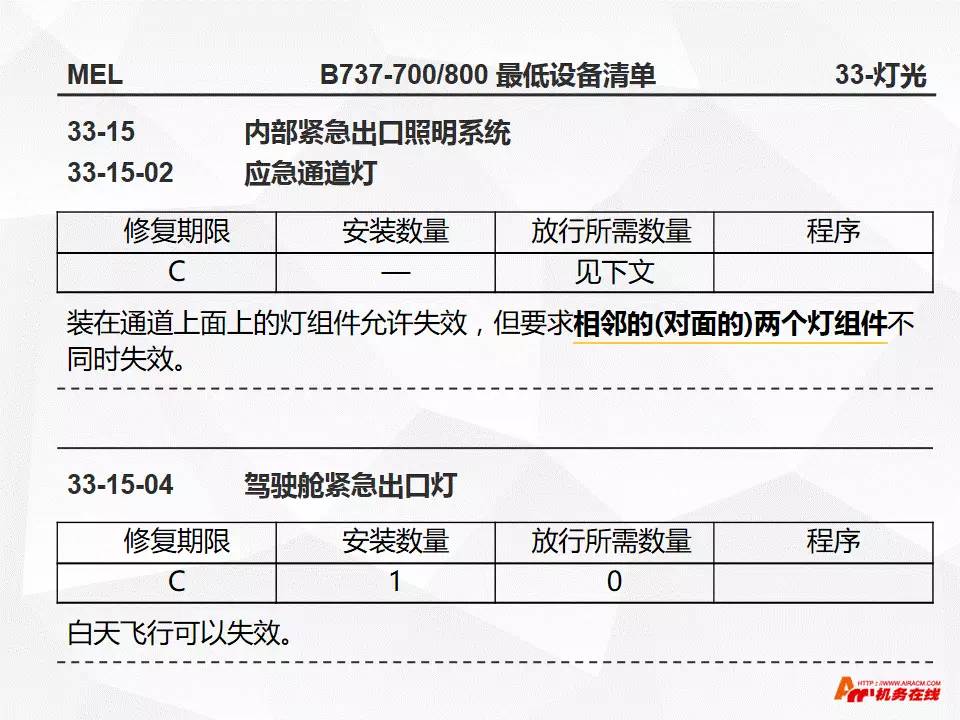 MEL B737-700/800 最低设备清单 33-灯光
33-15 内部紧急出口照明系统
33-15-02 应急通道灯
修复期限 安装数量 放行所需数量 程序
C — 见下文
装在通道上面上的灯组件允许失效，但要求相邻的(对面的)两个灯组件不
同时失效。
33-15-04 驾驶舱紧急出口灯
修复期限 安装数量 放行所需数量 程序
C 1 0
白天飞行可以失效。
HTTP://WWW.AIRACM.COM
机务在线